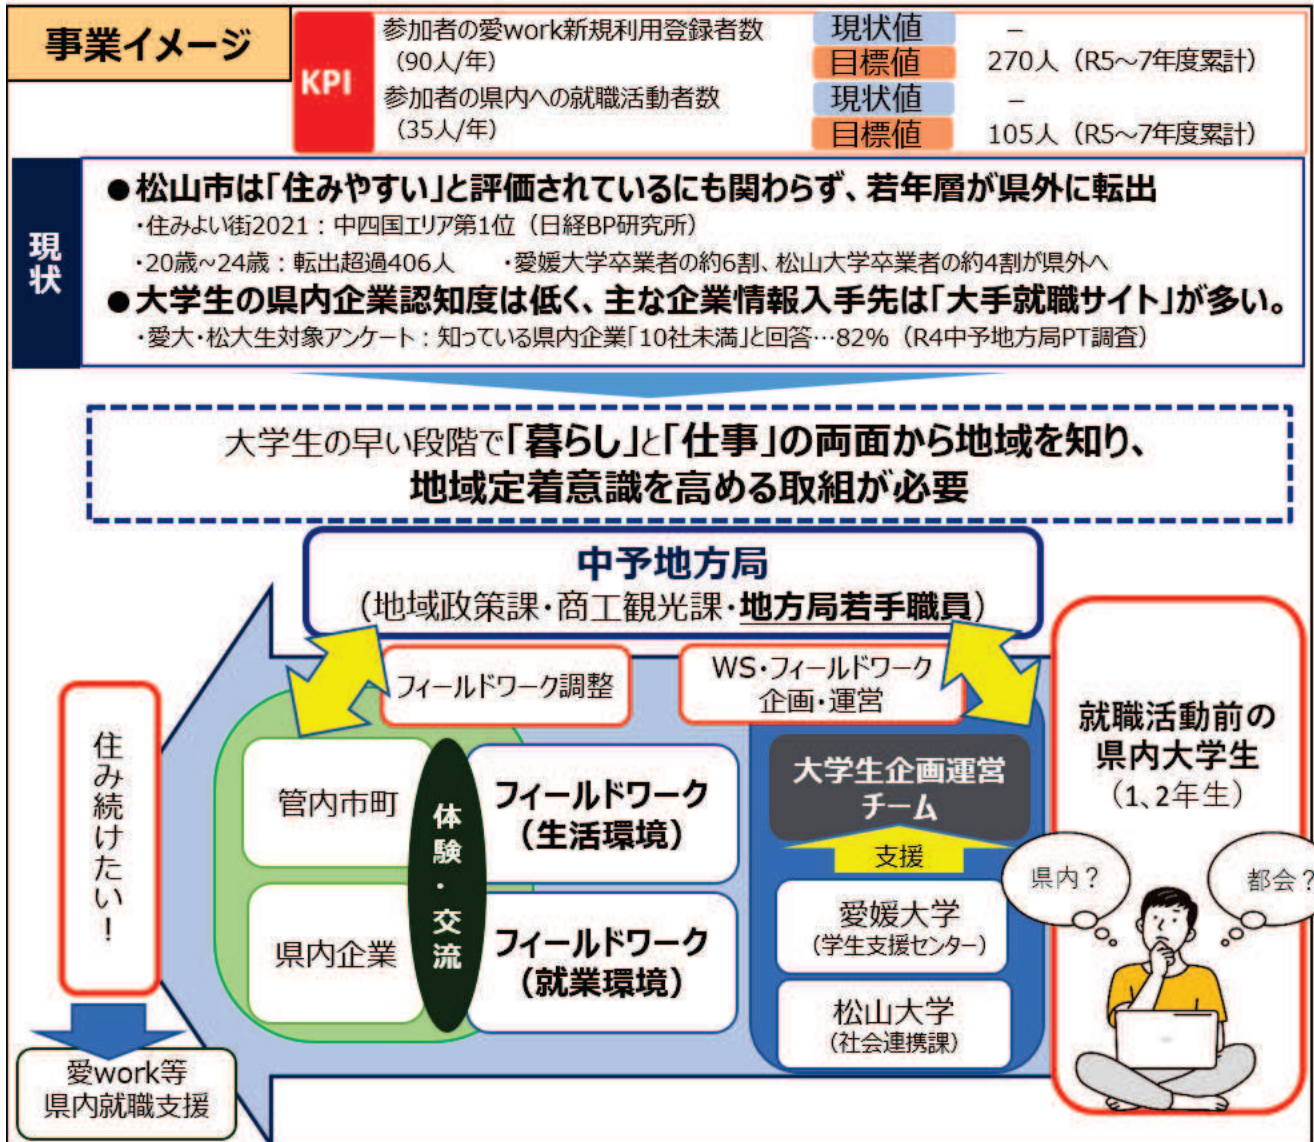 事業イメージ
KPI
参加者の愛work新規利用登録者数
(90人/年)
現状値
–
目標値
270人（R5～7年度累計）
参加者の県内への就職活動者数
(35人/年)
現状値
–
目標値
105人（R5～7年度累計）
現状
●松山市は「住みやすい」と評価されているにも関わらず、若年層が県外に転出
・住みよい街2021：中四国エリア第1位（日経BP研究所）
・20歳~24歳：転出超過406人　・愛媛大学卒業者の約6割、松山大学卒業者の約4割が県外へ
●大学生の県内企業認知度は低く、主な企業情報入手先は「大手就職サイト」が多い。
・愛大・松大生対象アンケート：知っている県内企業「10社未満」と回答…82%（R4中予地方局PT調査）
大学生の早い段階で「暮らし」と「仕事」の両面から地域を知り、
地域定着意識を高める取組が必要
中予地方局
（地域政策課・商工観光課・地方局若手職員）
フィールドワーク調整
WS・フィールドワーク
企画・運営
住み続けたい！
管内市町
県内企業
体験・交流
フィールドワーク
（生活環境）
フィールドワーク
（就業環境）
大学生企画運営
チーム
支援
愛媛大学
（学生支援センター）
松山大学
（社会連携課）
就職活動前の
県内大学生
（1、2年生）
県内？
都会？
愛work等
県内就職支援